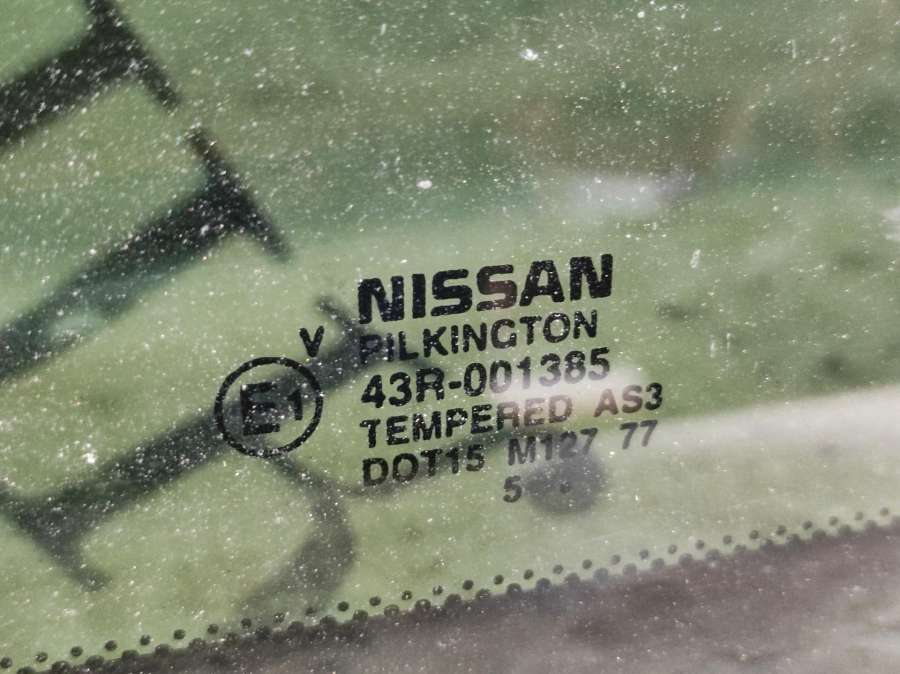 NISSAN
V PILKINGTON
E1 43R-001385
TEMPERED AS3
DOT15 M127 77
5 .